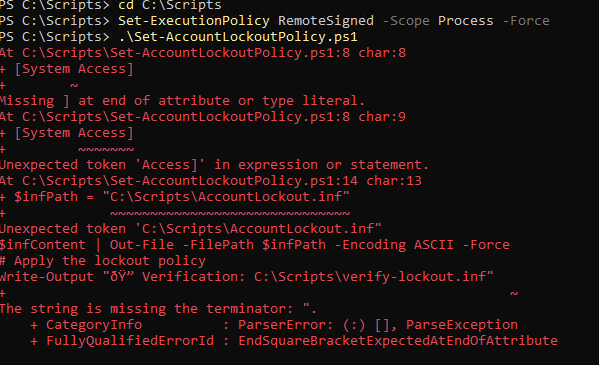 PS C:\Scripts> cd C:\Scripts
PS C:\Scripts> Set-ExecutionPolicy RemoteSigned -Scope Process -Force
PS C:\Scripts> .\Set-AccountLockoutPolicy.ps1
At C:\Scripts\Set-AccountLockoutPolicy.ps1:8 char:8
+ [System Access]
+        ~
Missing ] at end of attribute or type literal.
At C:\Scripts\Set-AccountLockoutPolicy.ps1:8 char:9
+ [System Access]
+         ~~~~~~~
Unexpected token 'Access]' in expression or statement.
At C:\Scripts\Set-AccountLockoutPolicy.ps1:14 char:13
+ $infPath = "C:\Scripts\AccountLockout.inf"
+             ~~~~~~~~~~~~~~~~~~~~~~~~~~~~~~
Unexpected token 'C:\Scripts\AccountLockout.inf"
$infContent | Out-File -FilePath $infPath -Encoding ASCII -Force
# Apply the lockout policy
Write-Output "ðŸ” Verification: C:\Scripts\verify-lockout.inf"
+                                                                ~
The string is missing the terminator: ".
    + CategoryInfo          : ParserError: (:) [], ParseException
    + FullyQualifiedErrorId : EndSquareBracketExpectedAtEndOfAttribute